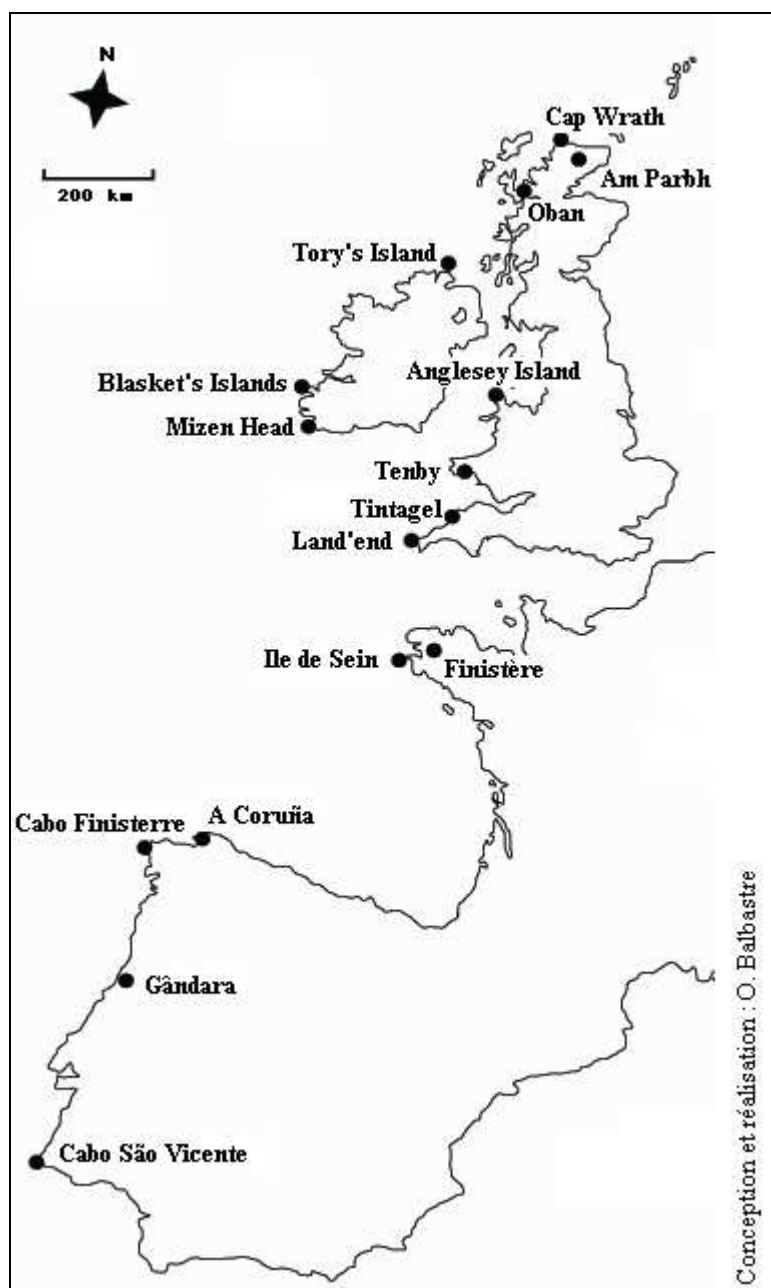 N
200 km
Cap Wrath
Am Parbh
Oban
Tory's Island
Anglesey Island
Blasket's Islands
Mizen Head
Tenby
Tintagel
Land'end
Ile de Sein
Finistère
A Coruña
Cabo Finisterre
Gândara
Cabo São Vicente
Conception et réalisation : O. Balbastre